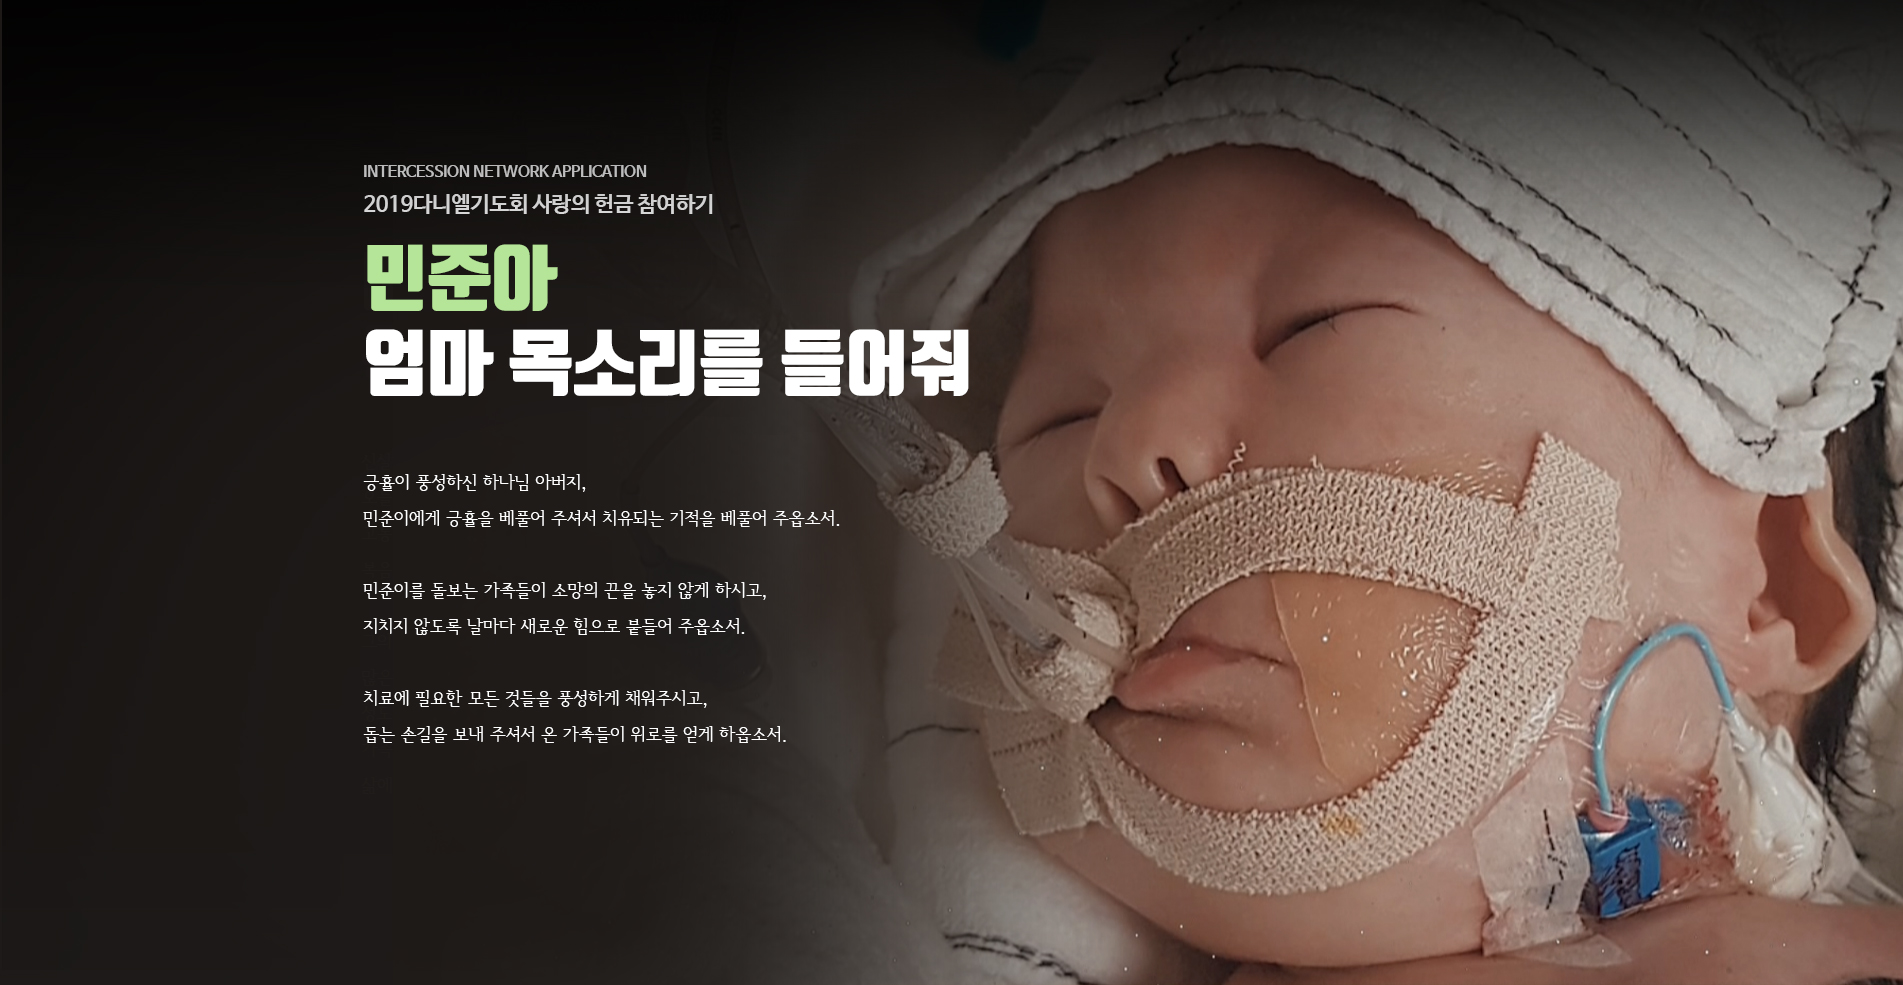 INTERCESSION NETWORK APPLICATION
2019다니엘기도회 사랑의 헌금 참여하기
민준아
엄마 목소리를 들어줘
긍휼이 풍성하신 하나님 아버지,
민준이에게 긍휼을 베풀어 주셔서 치유되는 기적을 베풀어 주옵소서.
민준이를 돌보는 가족들이 소망의 끈을 놓지 않게 하시고,
지치지 않도록 날마다 새로운 힘으로 붙들어 주옵소서.
치료에 필요한 모든 것들을 풍성하게 채워주시고,
돕는 손길을 보내 주셔서 온 가족들이 위로를 얻게 하옵소서.